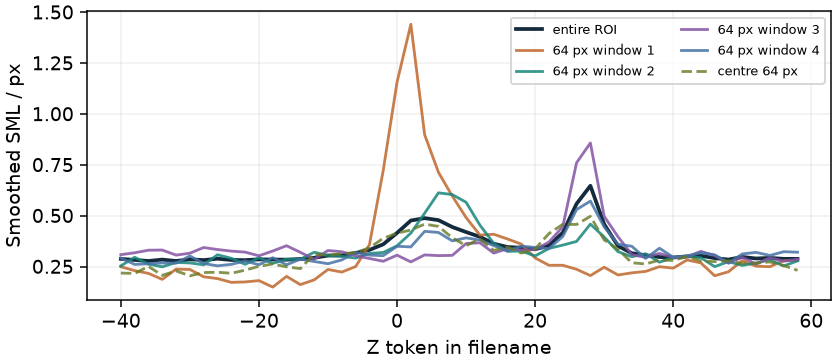 1.50
1.25
1.00
0.75
0.50
0.25
Smoothed SML / px
entire ROI
64 px window 1
64 px window 2
64 px window 3
64 px window 4
centre 64 px
−40
−20
0
20
40
60
Z token in filename